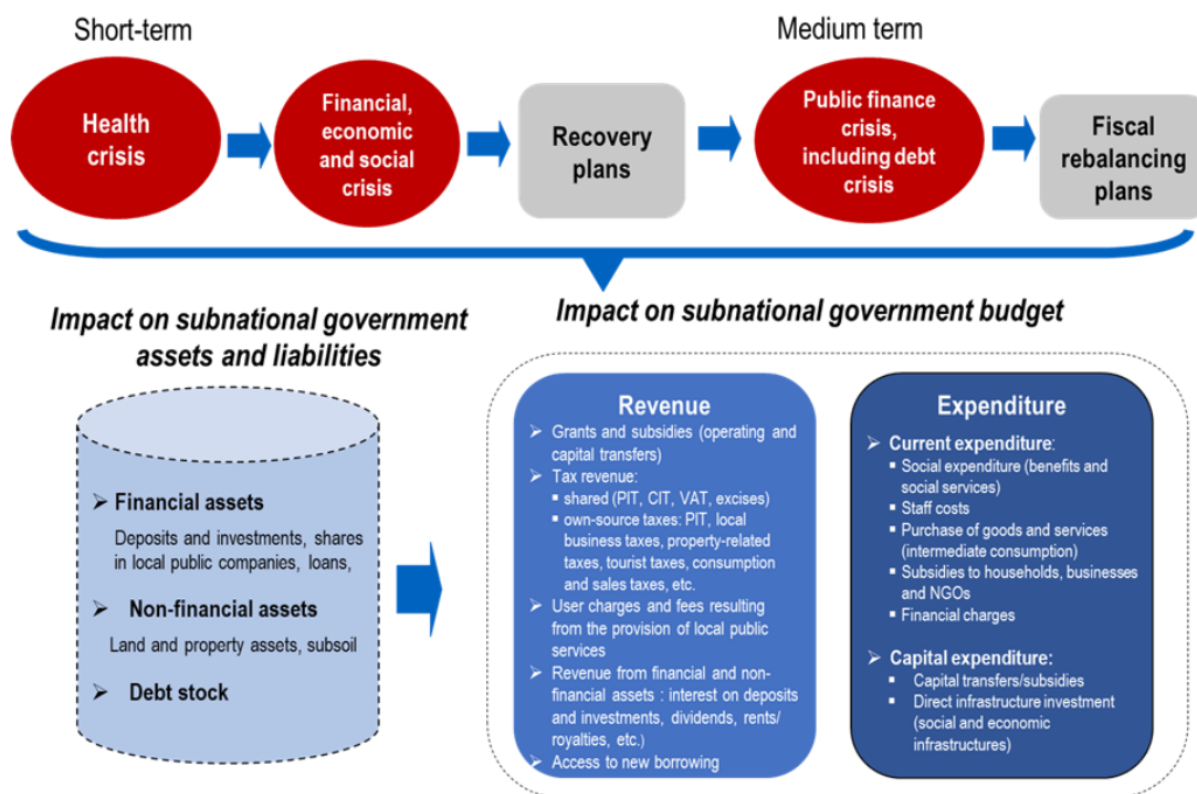 Short-term
Medium term
Health
crisis
Financial,
economic
and social
crisis
Recovery
plans
Public finance
crisis,
including debt
crisis
Fiscal
rebalancing
plans
Impact on subnational government
assets and liabilities
Impact on subnational government budget
➢ Financial assets
Deposits and investments, shares
in local public companies, loans,
➢ Non-financial assets
Land and property assets, subsoil
➢ Debt stock
Revenue
➢ Grants and subsidies (operating and
capital transfers)
➢ Tax revenue:
▪ shared (PIT, CIT, VAT, excises)
▪ own-source taxes: PIT, local
business taxes, property-related
taxes, tourist taxes, consumption
and sales taxes, etc.
➢ User charges and fees resulting
from the provision of local public
services
➢ Revenue from financial and non-
financial assets : interest on deposits
and investments, dividends, rents/
royalties, etc.)
➢ Access to new borrowing
Expenditure
➢ Current expenditure:
▪ Social expenditure (benefits and
social services)
▪ Staff costs
▪ Purchase of goods and services
(intermediate consumption)
▪ Subsidies to households, businesses
and NGOs
▪ Financial charges
➢ Capital expenditure:
▪ Capital transfers/subsidies
▪ Direct infrastructure investment
(social and economic
infrastructures)